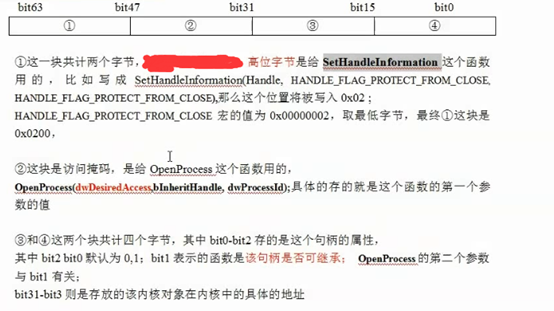 bit63 bit47 bit31 bit15 bit0
① ② ③ ④
①这一块共计两个字节, 高位字节是给 SetHandleInformation 这个函数
用的，比如写成 SetHandleInformation(Handle, HANDLE_FLAG_PROTECT_FROM_CLOSE,
HANDLE_FLAG_PROTECT_FROM_CLOSE),那么这个位置将被写入 0x02；
HANDLE_FLAG_PROTECT_FROM_CLOSE 宏的值为 0x00000002，取最低字节，最终①这块是
0x0200，
②这块是访问掩码，是给 OpenProcess 这个函数用的，
OpenProcess(dwDesiredAccess,bInheritHandle, dwProcessId);具体的存的就是这个函数的第一个参
数的值
③和④这两个块共计四个字节，其中 bit0-bit2 存的是这个句柄的属性，
其中 bit2 bit0 默认为 0,1；bit1 表示的函数是该句柄是否可继承； OpenProcess 的第二个参数
与 bit1 有关；
bit31-bit3 则是存放的该内核对象在内核中的具体的地址